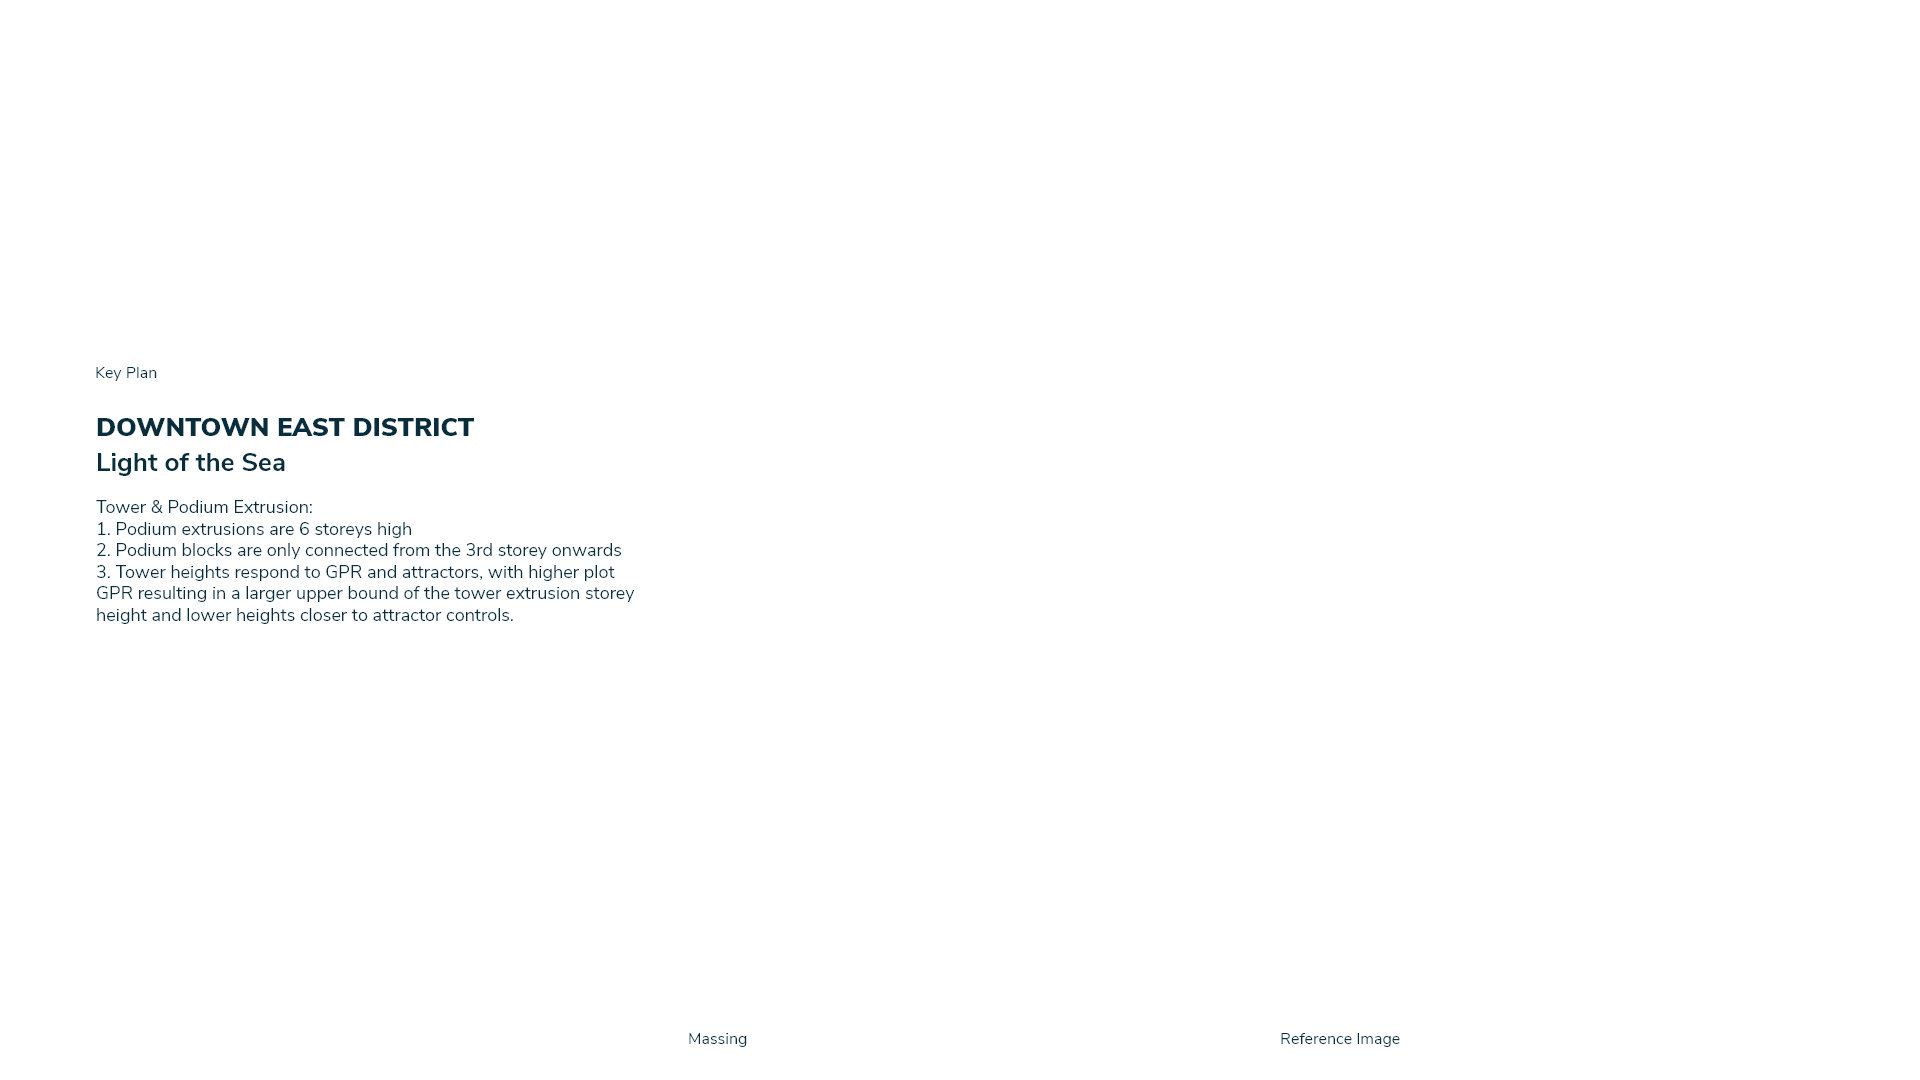 Key Plan
DOWNTOWN EAST DISTRICT
Light of the Sea
Tower & Podium Extrusion:
1. Podium extrusions are 6 storeys high
2. Podium blocks are only connected from the 3rd storey onwards
3. Tower heights respond to GPR and attractors, with higher plot
GPR resulting in a larger upper bound of the tower extrusion storey
height and lower heights closer to attractor controls.
Massing
Reference Image